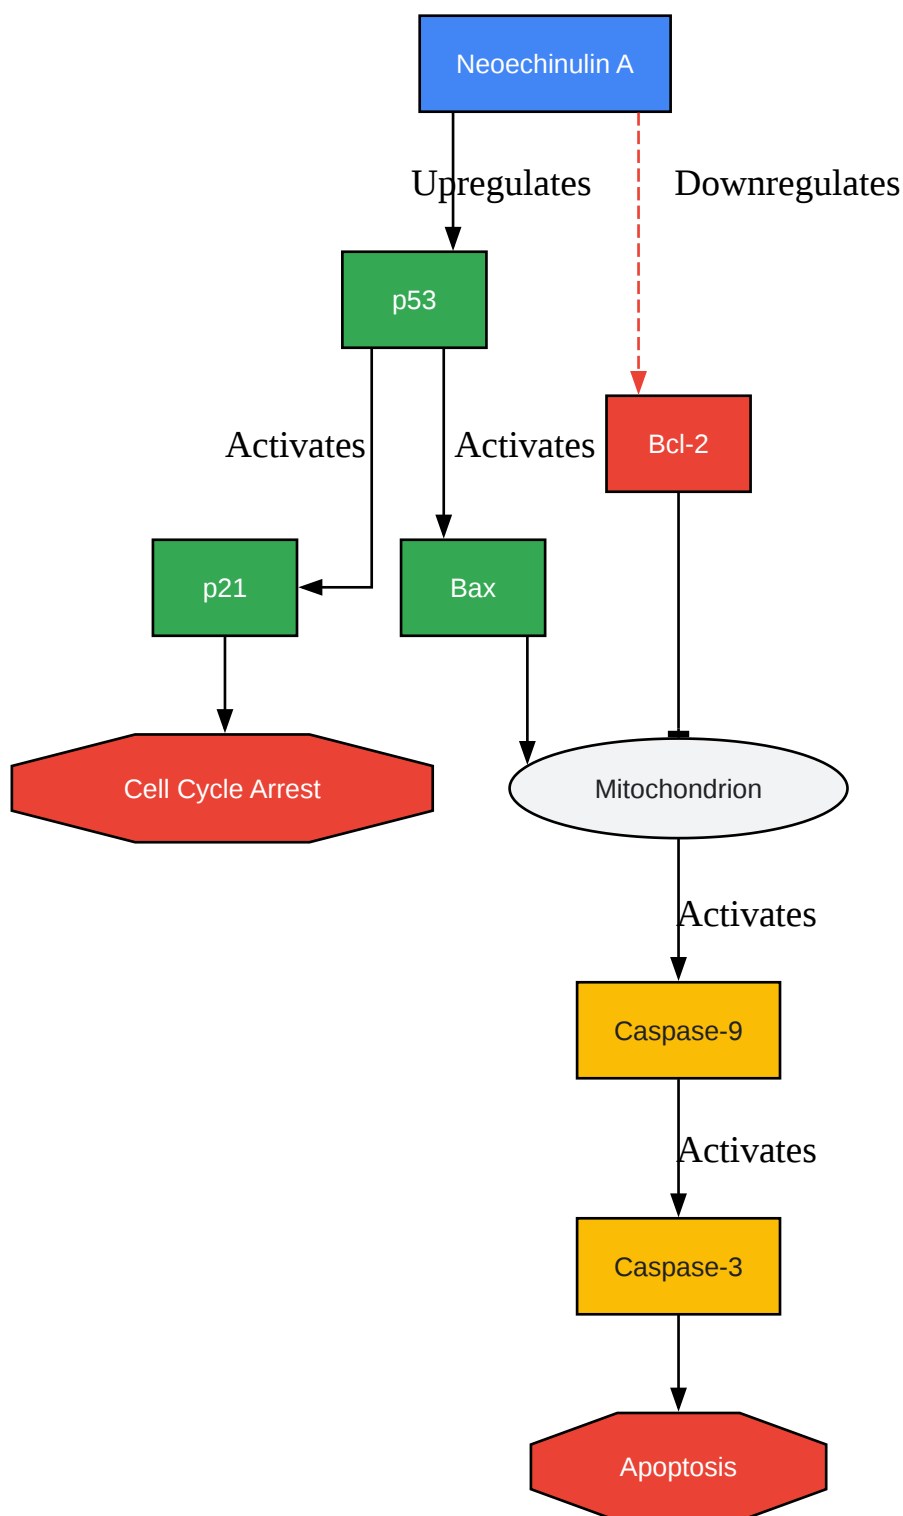 Neoechinulin A
Upregulates
Downregulates
p53
Activates
Activates
Bcl-2
p21
Bax
Cell Cycle Arrest
Mitochondrion
Activates
Caspase-9
Activates
Caspase-3
Apoptosis